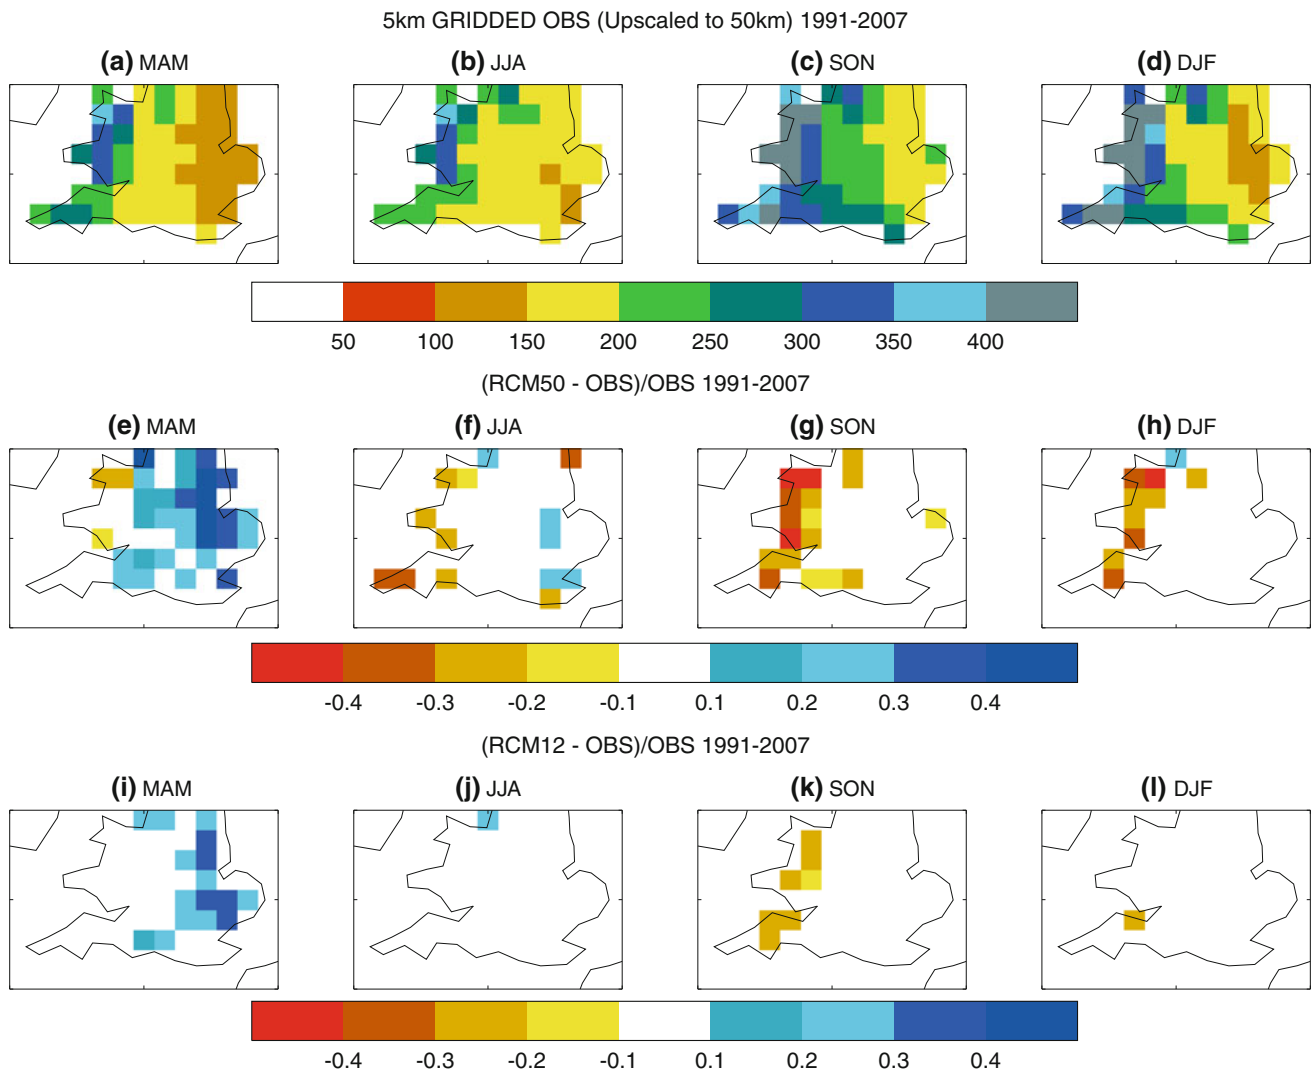 5km GRIDDED OBS (Upscaled to 50km) 1991-2007
(a) MAM (b) JJA (c) SON (d) DJF
50 100 150 200 250 300 350 400
(RCM50 - OBS)/OBS 1991-2007
(e) MAM (f) JJA (g) SON (h) DJF
-0.4 -0.3 -0.2 -0.1 0.1 0.2 0.3 0.4
(RCM12 - OBS)/OBS 1991-2007
(i) MAM (j) JJA (k) SON (l) DJF
-0.4 -0.3 -0.2 -0.1 0.1 0.2 0.3 0.4